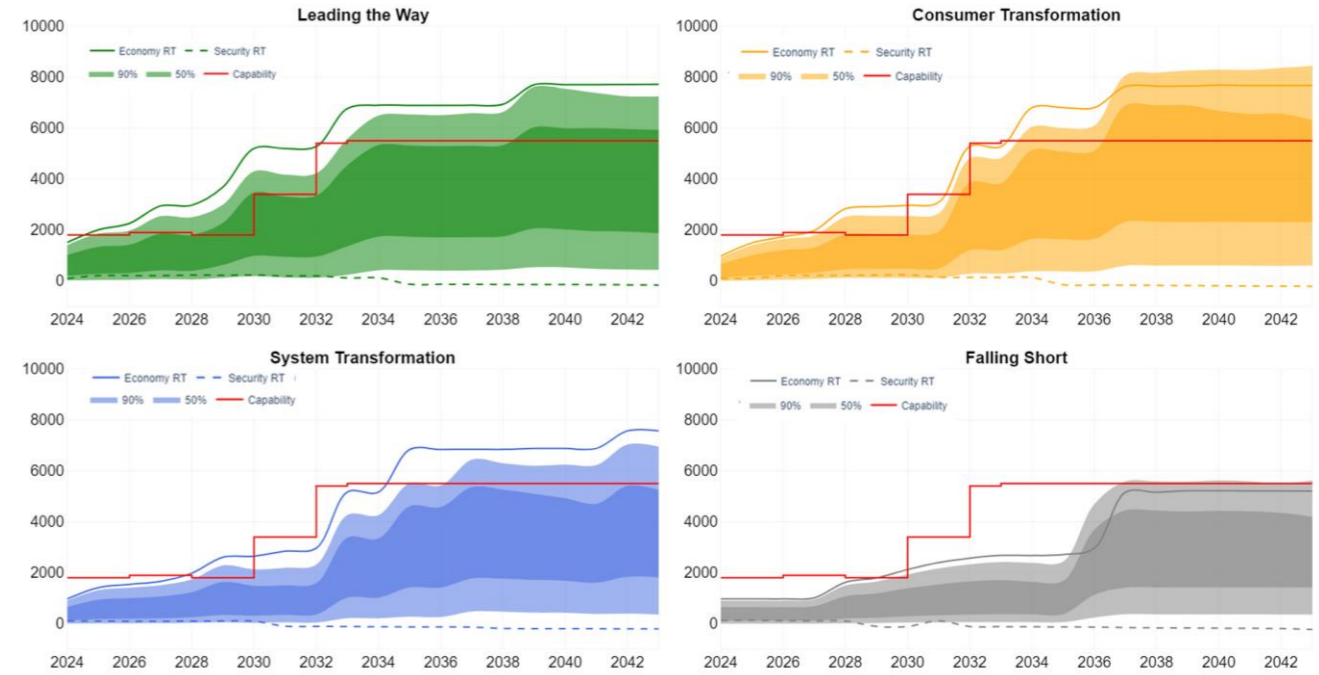 Leading the Way
10000
8000
6000
4000
2000
0
Economy RT Security RT
90% 50% Capability
2024 2026 2028 2030 2032 2034 2036 2038 2040 2042
Consumer Transformation
10000
8000
6000
4000
2000
0
Economy RT Security RT
90% 50% Capability
2024 2026 2028 2030 2032 2034 2036 2038 2040 2042
System Transformation
10000
8000
6000
4000
2000
0
Economy RT Security RT
90% 50% Capability
2024 2026 2028 2030 2032 2034 2036 2038 2040 2042
Falling Short
10000
8000
6000
4000
2000
0
Economy RT Security RT
90% 50% Capability
2024 2026 2028 2030 2032 2034 2036 2038 2040 2042